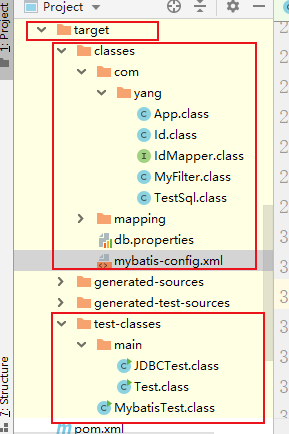 1: Project
Project
target
classes
com
yang
App.class
Id.class
IdMapper.class
MyFilter.class
TestSql.class
mapping
db.properties
mybatis-config.xml
generated-sources
generated-test-sources
test-classes
main
JDBCTest.class
Test.class
MybatisTest.class
pom.xml
7: Structure